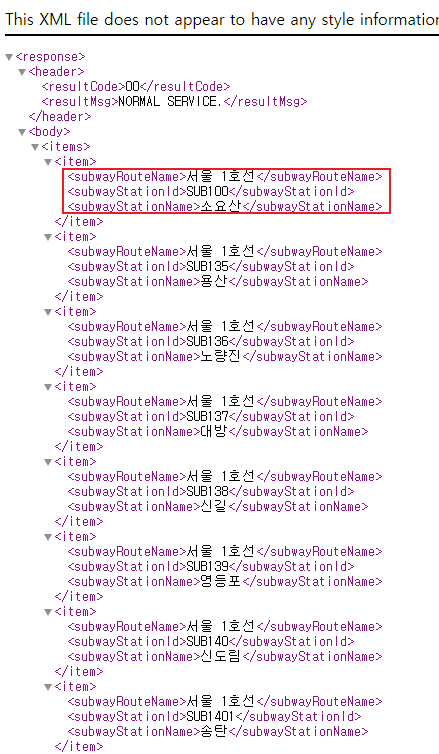 This XML file does not appear to have any style information
▼<response>
▼<header>
<resultCode>00</resultCode>
<resultMsg>NORMAL SERVICE.</resultMsg>
</header>
▼<body>
▼<items>
▼<item>
<subwayRouteName>서울 1호선</subwayRouteName>
<subwayStationId>SUB100</subwayStationId>
<subwayStationName>소요산</subwayStationName>
</item>
▼<item>
<subwayRouteName>서울 1호선</subwayRouteName>
<subwayStationId>SUB135</subwayStationId>
<subwayStationName>용산</subwayStationName>
</item>
▼<item>
<subwayRouteName>서울 1호선</subwayRouteName>
<subwayStationId>SUB136</subwayStationId>
<subwayStationName>노량진</subwayStationName>
</item>
▼<item>
<subwayRouteName>서울 1호선</subwayRouteName>
<subwayStationId>SUB137</subwayStationId>
<subwayStationName>대방</subwayStationName>
</item>
▼<item>
<subwayRouteName>서울 1호선</subwayRouteName>
<subwayStationId>SUB138</subwayStationId>
<subwayStationName>신길</subwayStationName>
</item>
▼<item>
<subwayRouteName>서울 1호선</subwayRouteName>
<subwayStationId>SUB139</subwayStationId>
<subwayStationName>영등포</subwayStationName>
</item>
▼<item>
<subwayRouteName>서울 1호선</subwayRouteName>
<subwayStationId>SUB140</subwayStationId>
<subwayStationName>신도림</subwayStationName>
</item>
▼<item>
<subwayRouteName>서울 1호선</subwayRouteName>
<subwayStationId>SUB1401</subwayStationId>
<subwayStationName>송탄</subwayStationName>
</item>